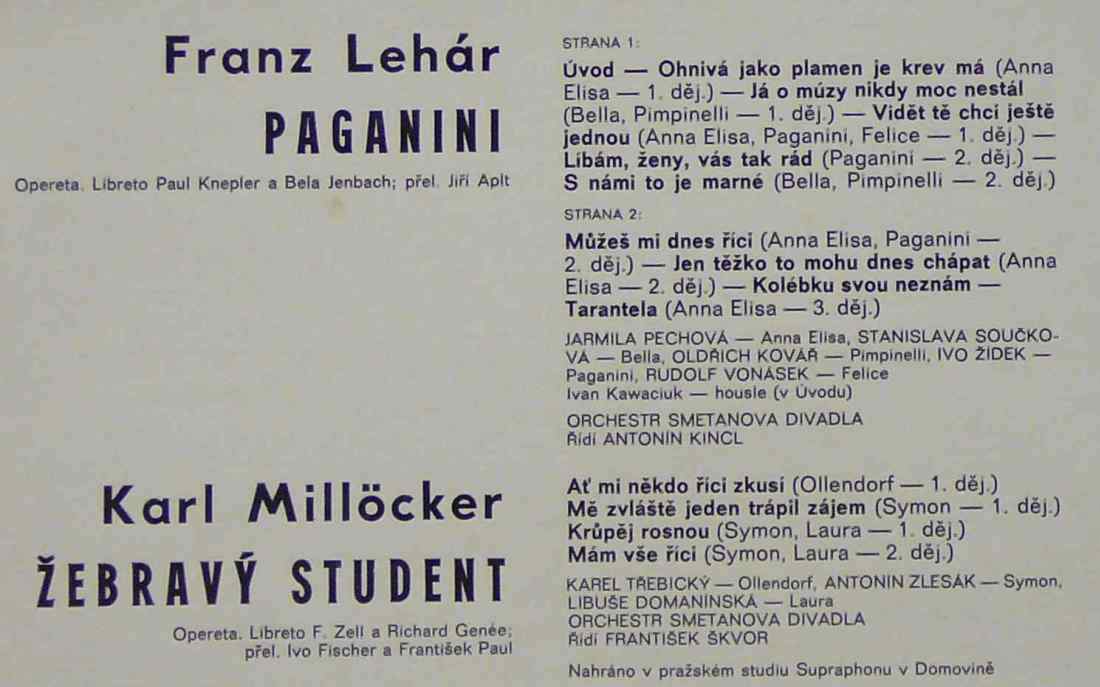 Franz Lehár
PAGANINI
Opereta. Libreto Paul Knepler a Bela Jenbach; přel. Jiří Aplt
STRANA 1:
Úvod — Ohnivá jako plamen je krev má (Anna
Elisa — 1. děj.) — Já o múzy nikdy moc nestál
(Bella, Pimpinelli — 1. děj.) — Vidět tě chci ještě
jednou (Anna Elisa, Paganini, Felice — 1. děj.) —
Líbám, ženy, vás tak rád (Paganini — 2. děj.) —
S námi to je marné (Bella, Pimpinelli — 2. děj.)
STRANA 2:
Můžeš mi dnes říci (Anna Elisa, Paganini —
2. děj.) — Jen těžko to mohu dnes chápat (Anna
Elisa — 2. děj.) — Kolébku svou neznám —
Tarantela (Anna Elisa — 3. děj.)
JARMILA PECHOVÁ — Anna Elisa, STANISLAVA SOUČKO-
VÁ — Bella, OLDŘICH KOVÁŘ — Pimpinelli, IVO ŽÍDEK —
Paganini, RUDOLF VONÁSEK — Felice
Ivan Kawaciuk — housle (v Úvodu)
ORCHESTR SMETANOVA DIVADLA
Řídí ANTONÍN KINCL
Karl Millöcker
ŽEBRAVÝ STUDENT
Opereta. Libreto F. Zell a Richard Genée;
přel. Ivo Fischer a František Paul
Ať mi někdo říci zkusí (Ollendorf — 1. děj.)
Mě zvláště jeden trápil zájem (Symon — 1. děj.)
Krůpěj rosnou (Symon, Laura — 1. děj.)
Mám vše říci (Symon, Laura — 2. děj.)
KAREL TŘEBICKÝ — Ollendorf, ANTONÍN ZLESÁK — Symon,
LIBUŠE DOMANÍNSKÁ — Laura
ORCHESTR SMETANOVA DIVADLA
Řídí FRANTIŠEK ŠKVOR
Nahráno v pražském studiu Supraphonu v Domovině